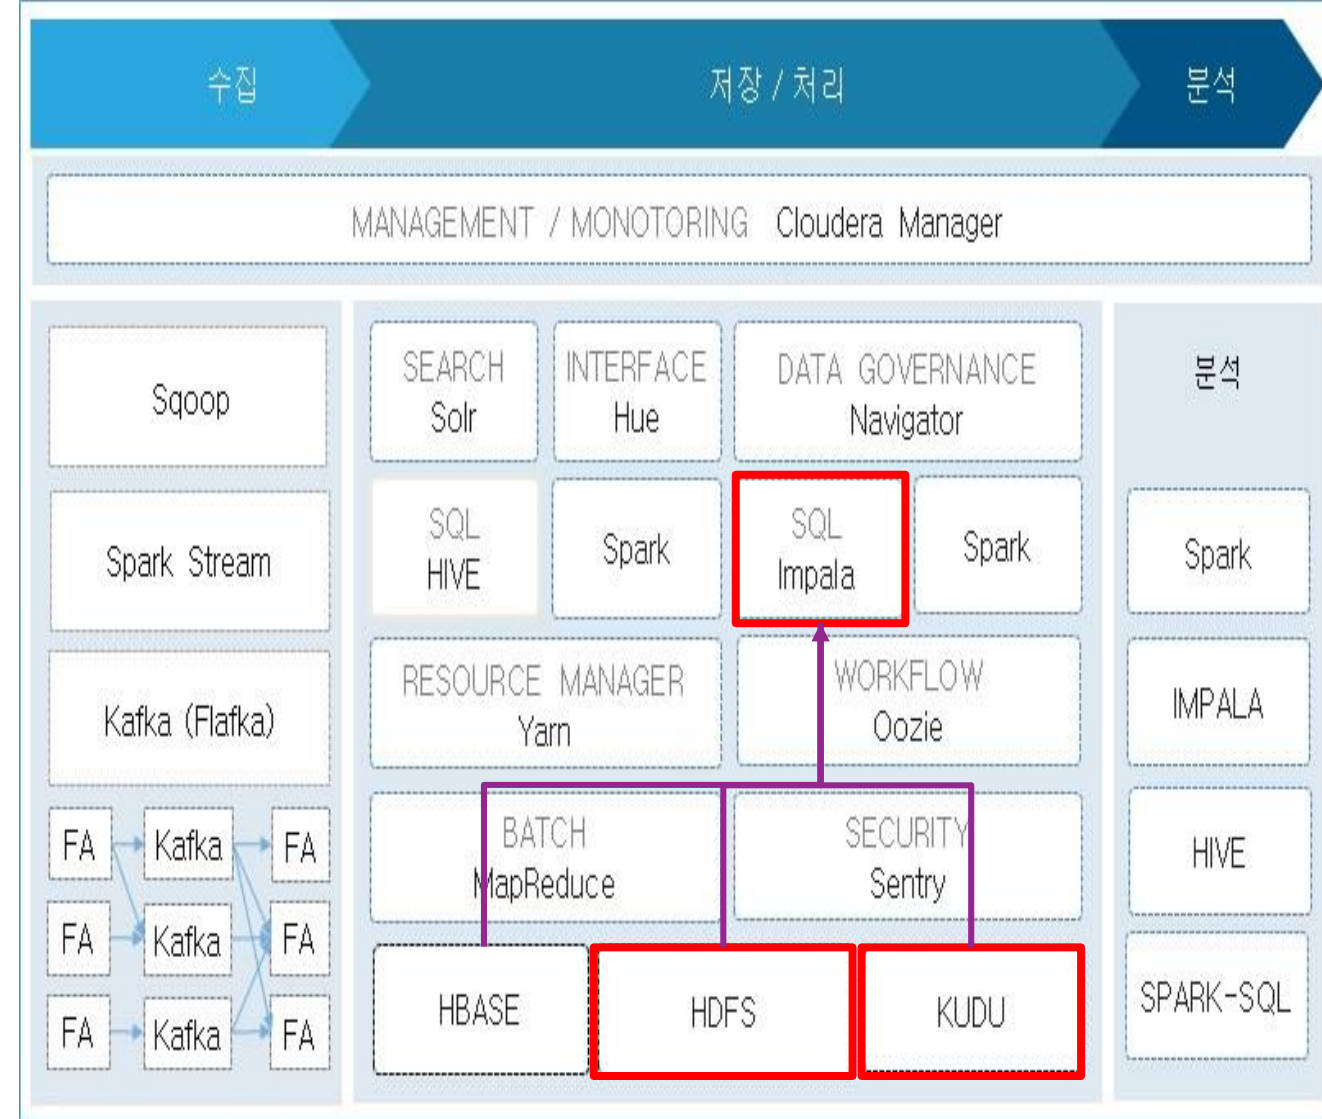 수집
저장 / 처리
분석
MANAGEMENT / MONOTORING Cloudera Manager
Sqoop
Spark Stream
Kafka (Flafka)
FA
Kafka
FA
FA
Kafka
FA
FA
Kafka
FA
SEARCH
Solr
INTERFACE
Hue
DATA GOVERNANCE
Navigator
SQL
HIVE
Spark
SQL
Impala
Spark
RESOURCE MANAGER
Yarn
WORKFLOW
Oozie
BATCH
MapReduce
SECURITY
Sentry
HBASE
HDFS
KUDU
분석
Spark
IMPALA
HIVE
SPARK-SQL